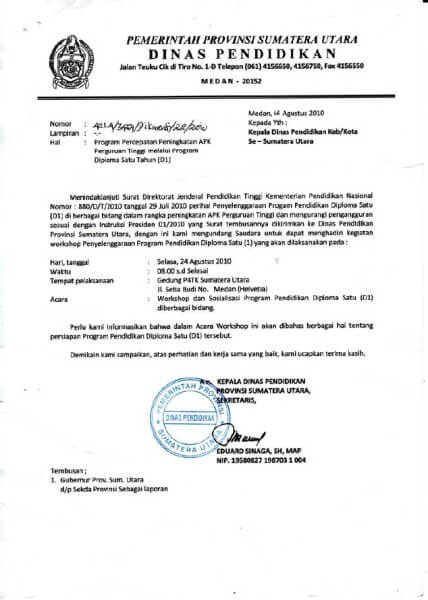 PEMERINTAH PROVINSI SUMATERA UTARA
DINAS PENDIDIKAN
Jalan Teuku Cik di Tiro No. 1-D Telepon (061) 4156650, 4156750, Fax 4156550
MEDAN - 20152
Medan, Agustus 2010
Kepada Yth :
Kepala Dinas Pendidikan Kab/Kota
Se - Sumatera Utara
Nomor :
Lampiran : -.-
Hal : Program Percepatan Peningkatan APK
Perguruan Tinggi melalui Program
Diploma Satu Tahun (D1)
Menindaklanjuti Surat Direktorat Jenderal Pendidikan Tinggi Kementerian Pendidikan Nasional
Nomor : 880/D/T/2010 tanggal 29 Juli 2010 perihal Penyelenggaraan Progam Pendidikan Diploma Satu
(D1) di berbagai bidang dalam rangka peningkatan APK Perguruan Tinggi dan mengurangi pengangguran
sesuai dengan Instruksi Presiden 03/2010 yang Surat tembusannya dikirimkan ke Dinas Pendidikan
Provinsi Sumatera Utara, dengan ini kami mengundang Saudara untuk dapat menghadiri kegiatan
workshop Penyelenggaraan Program Pendidikan Diploma Satu (1) yang akan dilaksanakan pada :
Hari, tanggal : Selasa, 24 Agustus 2010
Waktu : 08.00 s.d Selesai
Tempat pelaksanaan : Gedung P4TK Sumatera Utara
Jl. Setia Budi No. Medan (Helvetia)
Acara : Workshop dan Sosialisasi Program Pendidikan Diploma Satu (D1)
diberbagai bidang.
Perlu kami informasikan bahwa dalam Acara Workshop ini akan dibahas berbagai hal tentang
persiapan Program Pendidikan Diploma Satu (D1) tersebut.
Demikain kami sampaikan, atas perhatian dan kerja sama yang baik, kami ucapkan terima kasih.
KEPALA DINAS PENDIDIKAN
PROVINSI SUMATERA UTARA,
SEKRETARIS,
PEMERINTAH PROVINSI
DINAS PENDIDIKAN
SUMATERA UTARA
EDUARD SINAGA, SH, MAP
NIP. 19580827 198703 1 004
Tembusan :
1. Gubernur Prov. Sum. Utara
d/p Sekda Provinsi Sebagai laporan